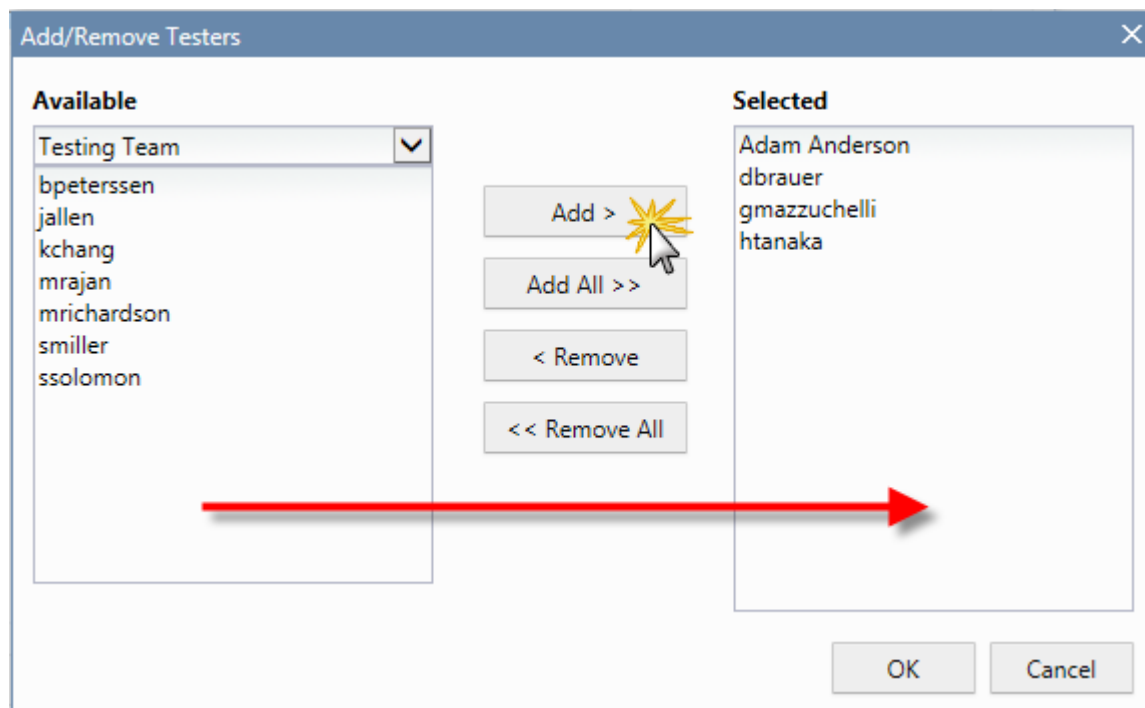 Add/Remove Testers
Available
Testing Team
bpeterssen
jallen
kchang
mrajan
mrichardson
smiller
ssolomon
Add >
Add All >>
< Remove
<< Remove All
Selected
Adam Anderson
dbrauer
gmazzuchelli
htanaka
OK
Cancel